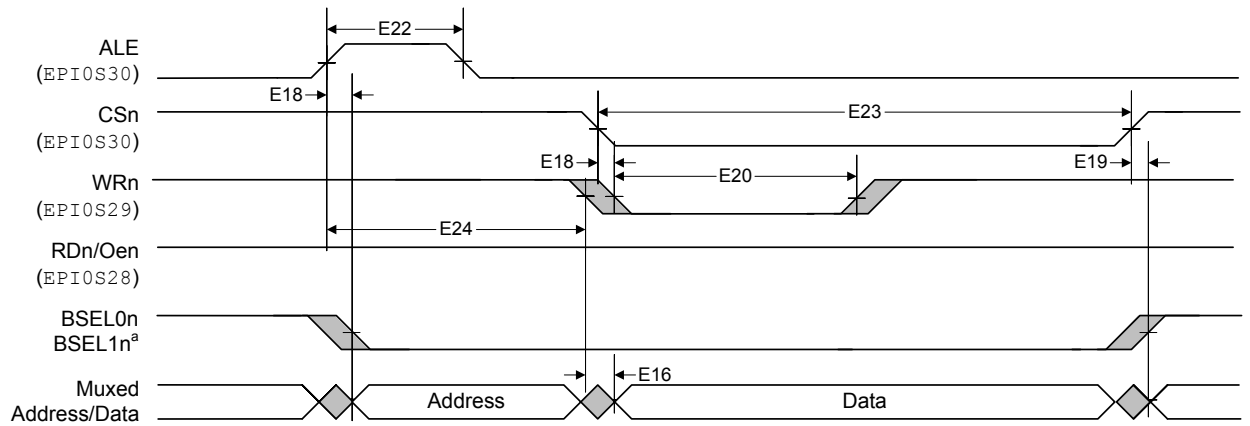 E22
ALE
(EPI0S30)
E18
CSn
E23
(EPI0S30)
E18
E19
WRn
E20
(EPI0S29)
E24
RDn/Oen
(EPI0S28)
BSEL0n
BSEL1nᵃ
E16
Muxed
Address/Data
Address
Data